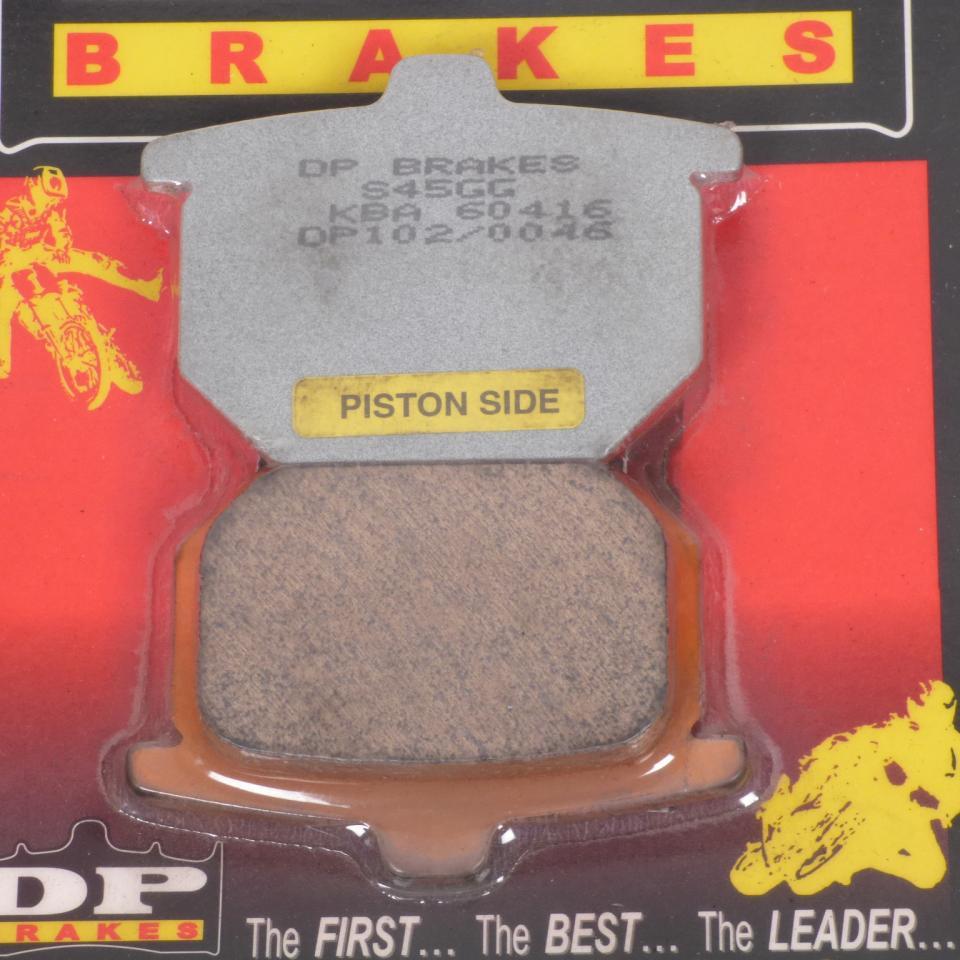 BRAKES
DP BRAKES
S45GG
KBA 60416
DP102/0046
PISTON SIDE
DP
BRAKES
The FIRST... The BEST... The LEADER...